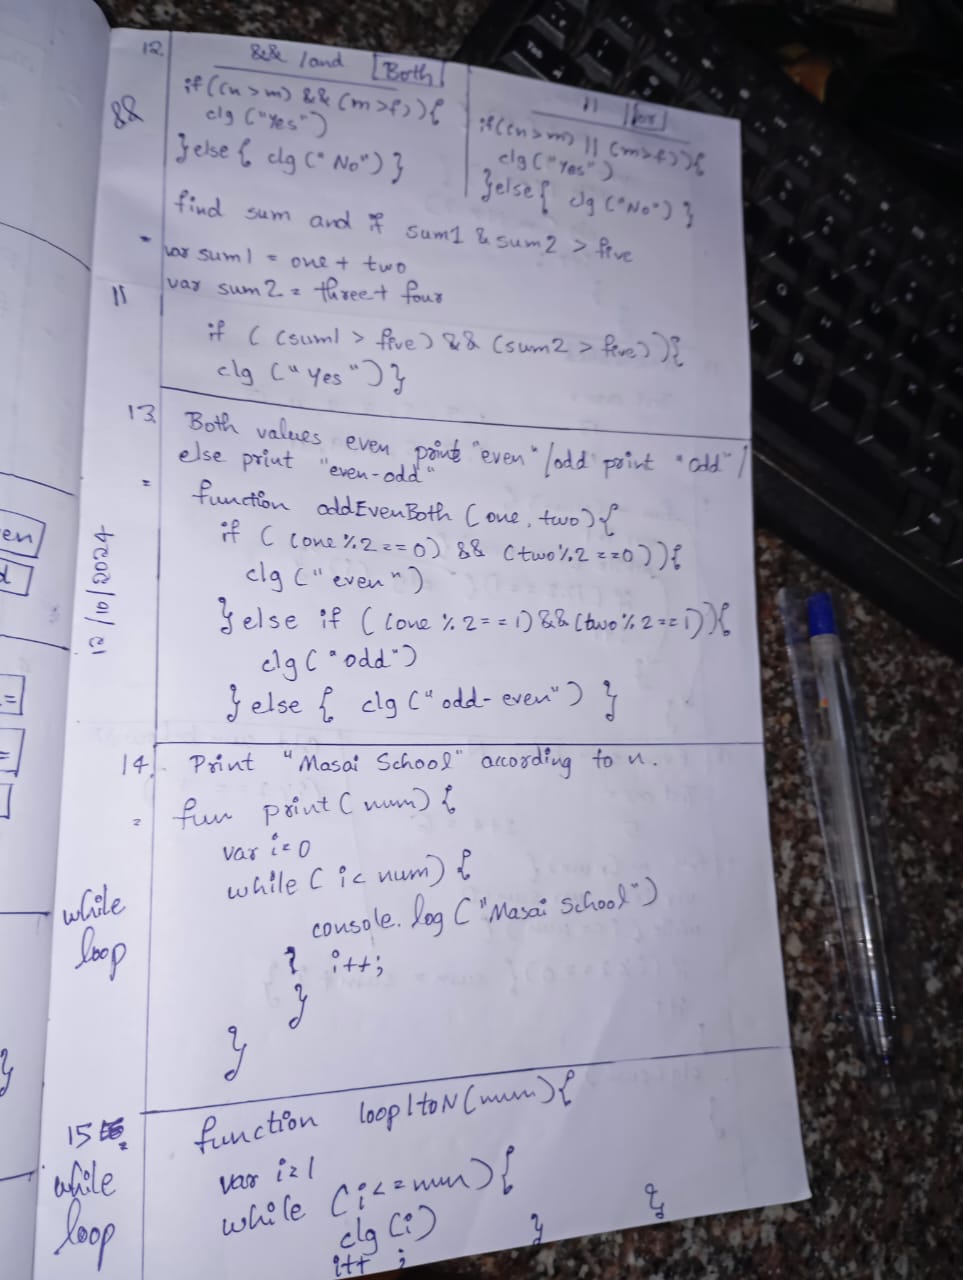 12.
&& /and [Both]
if ((n > m) && (m > f)) {
clg ("Yes")
} else { clg (" No") }
&&
|| [or]
if ((n > m) || (m > f)) {
clg ("Yes")
} else { clg ("No") }
find sum and if sum1 & sum2 > five
= var sum1 = one + two
var sum2 = three + four
||
if ( (sum1 > five) && (sum2 > five) ) {
clg ("Yes") }
13. Both values even print "even" / odd print "odd" /
else print "even-odd"
= function oddEvenBoth (one, two) {
if ( (one % 2 == 0) && (two % 2 == 0) ) {
clg ("even")
} else if ( (one % 2 == 1) && (two % 2 == 1) ) {
clg ("odd")
} else { clg ("odd-even") }
12/10/2024
14. Print "Masai School" according to n.
= fun print (num) {
var i = 0
while ( i < num) {
console.log ("Masai School")
} i++;
}
}
while
loop
15
function loop1toN (num) {
var i = 1
while (i <= num) {
clg (i)
i++ ; } }
while
loop
en